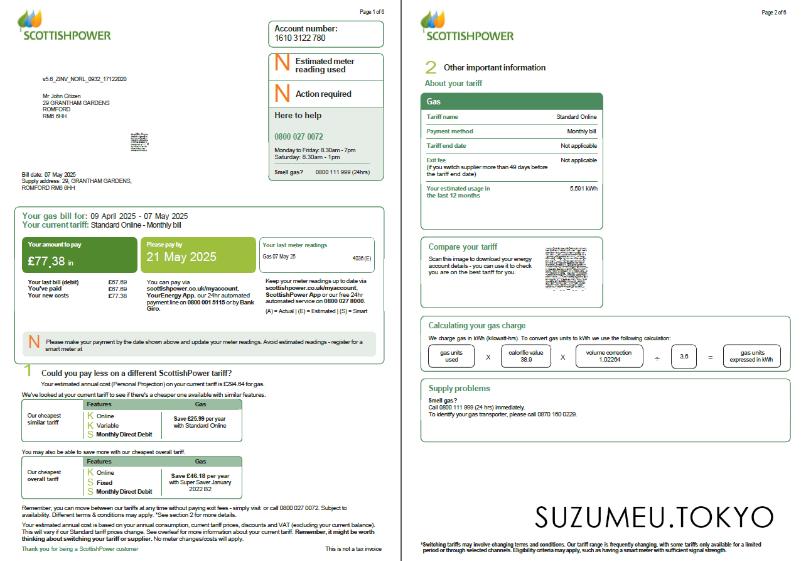 Page 1 of 6
SCOTTISHPOWER
Account number:
1610 3122 780
N Estimated meter
reading used
N Action required
Here to help
0800 027 0072
Monday to Friday: 8.30am - 7pm
Saturday: 8.30am - 1pm
Smell gas? 0800 111 999 (24hrs)
v5.6_ZINV_NORL_0932_17122020
Mr John Citizen
29 GRANTHAM GARDENS
ROMFORD
RM6 6HH
Bill date: 07 May 2025
Supply address: 29, GRANTHAM GARDENS,
ROMFORD RM6 6HH
Your gas bill for: 09 April 2025 - 07 May 2025
Your current tariff: Standard Online - Monthly bill
Your amount to pay
£77.38 in
Please pay by
21 May 2025
Your last meter readings
Gas 07 May 25 4036 (E)
Your last bill (debit) £67.69
You've paid £67.69
Your new costs £77.38
You can pay via
scottishpower.co.uk/myaccount,
YourEnergy App, our 24hr automated
payment line on 0800 001 5115 or by Bank
Giro.
Keep your meter readings up to date via
scottishpower.co.uk/myaccount,
ScottishPower App or our free 24hr
automated service on 0800 027 8000.
(A) = Actual | (E) = Estimated | (S) = Smart
N Please make your payment by the date shown above and update your meter readings. Avoid estimated readings - register for a
smart meter at
1 Could you pay less on a different ScottishPower tariff?
Your estimated annual cost (Personal Projection) on your current tariff is £294.64 for gas.
We've looked at your current tariff to see if there's a cheaper one available with similar features.
Features Gas
Our cheapest
similar tariff
K Online
K Variable
S Monthly Direct Debit
Save £25.99 per year
with Standard Online
You may also be able to save more with our cheapest overall tariff.
Features Gas
Our cheapest
overall tariff
K Online
S Fixed
S Monthly Direct Debit
Save £46.18 per year
with Super Saver January
2022 B2
Remember, you can move between our tariffs at any time without paying exit fees - simply visit or call 0800 027 0072. Subject to
availability. Different terms & conditions may apply. *See section 2 for more details.
Your estimated annual cost is based on your annual consumption, current tariff prices, discounts and VAT (excluding your current balance).
This will vary if our Standard tariff prices change. See overleaf for more information about your current tariff. Remember, it might be worth
thinking about switching your tariff or supplier. No meter changes/costs will apply.
Thank you for being a ScottishPower customer
This is not a tax invoice
Page 2 of 6
SCOTTISHPOWER
2 Other important information
About your tariff
Gas
Tariff name Standard Online
Payment method Monthly bill
Tariff end date Not applicable
Exit fee Not applicable
(if you switch supplier more than 49 days before
the tariff end date)
Your estimated usage in 5,501 kWh
the last 12 months
Compare your tariff
Scan this image to download your energy
account details - you can use it to check
you are on the best tariff for you.
Calculating your gas charge
We charge gas in kWh (kilowatt-hrs). To convert gas units to kWh we use the following calculation:
gas units
used
X
calorific value
38.9
X
volume correction
1.02264
÷
3.6
=
gas units
expressed in kWh
Supply problems
Smell gas?
Call 0800 111 999 (24 hrs) immediately.
To identify your gas transporter, please call 0870 160 0229.
SUZUMEU.TOKYO
*Switching tariffs may involve changing terms and conditions. Our tariff range is frequently changing, with some tariffs only available for a limited
period or through selected channels. Eligibility criteria may apply, such as having a smart meter with sufficient signal strength.